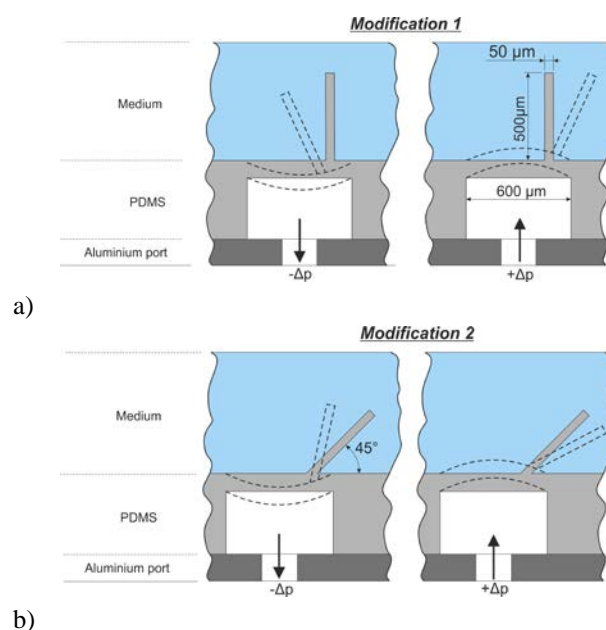 Modification 1
50 µm
Medium
500µm
PDMS
600 µm
Aluminium port
-Δp
+Δp
a)
Modification 2
Medium
45°
PDMS
Aluminium port
-Δp
+Δp
b)